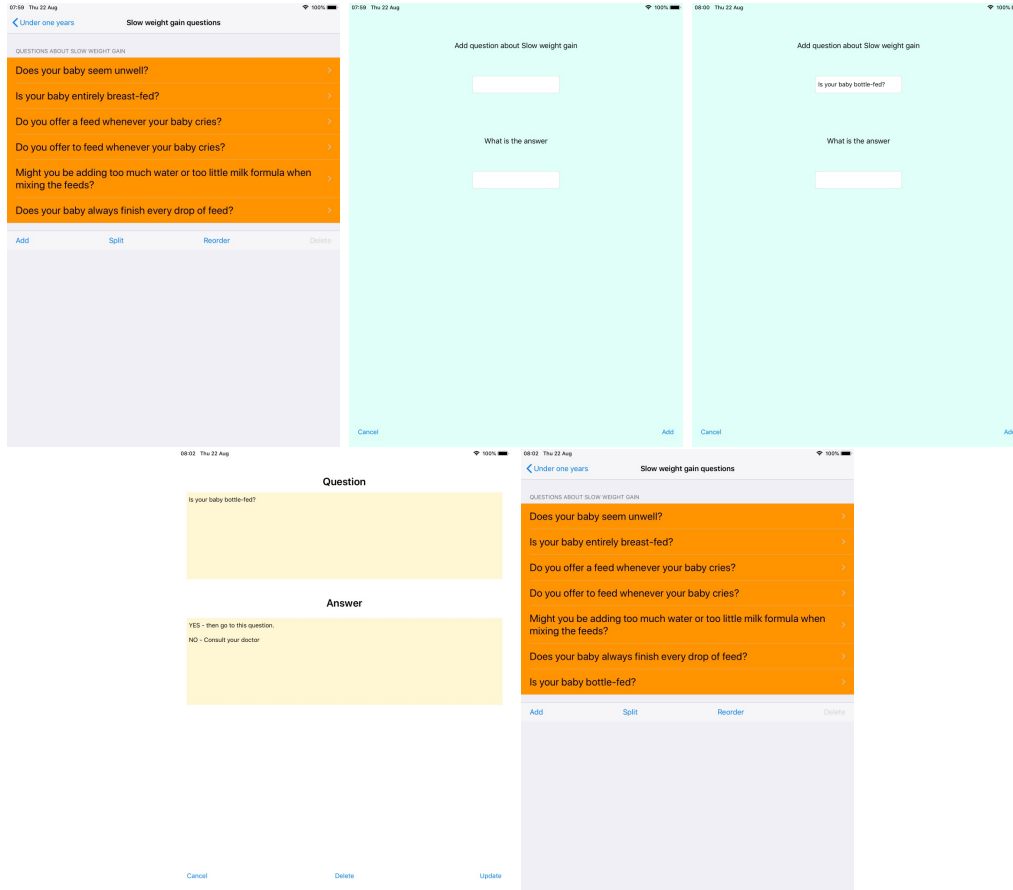 07:59 Thu 22 Aug 100%
Under one years Slow weight gain questions
QUESTIONS ABOUT SLOW WEIGHT GAIN
Does your baby seem unwell?
Is your baby entirely breast-fed?
Do you offer a feed whenever your baby cries?
Do you offer to feed whenever your baby cries?
Might you be adding too much water or too little milk formula when
mixing the feeds?
Does your baby always finish every drop of feed?
Add Split Reorder Delete
07:59 Thu 22 Aug 100%
Add question about Slow weight gain
What is the answer
Cancel Add
08:00 Thu 22 Aug 100%
Add question about Slow weight gain
Is your baby bottle-fed?
What is the answer
Cancel Add
08:02 Thu 22 Aug 100%
Question
Is your baby bottle-fed?
Answer
YES - then go to this question.
NO - Consult your doctor
Cancel Delete Update
08:02 Thu 22 Aug 100%
Under one years Slow weight gain questions
QUESTIONS ABOUT SLOW WEIGHT GAIN
Does your baby seem unwell?
Is your baby entirely breast-fed?
Do you offer a feed whenever your baby cries?
Do you offer to feed whenever your baby cries?
Might you be adding too much water or too little milk formula when
mixing the feeds?
Does your baby always finish every drop of feed?
Is your baby bottle-fed?
Add Split Reorder Delete